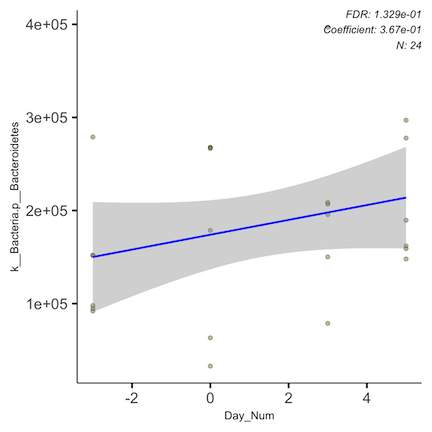 FDR: 1.329e-01
Coefficient: 3.67e-01
N: 24
4e+05
3e+05
2e+05
1e+05
k__Bacteria.p__Bacteroidetes
-2
0
2
4
Day_Num